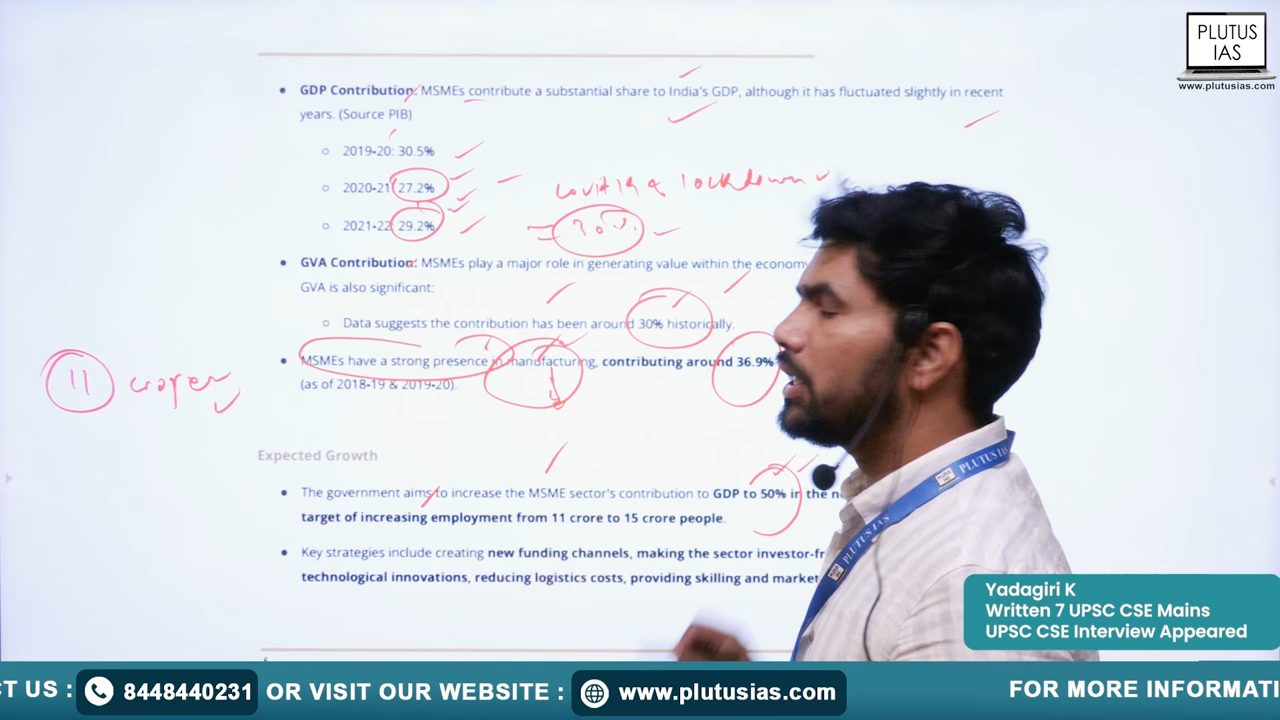 PLUTUS
IAS
www.plutusias.com
• GDP Contribution: MSMEs contribute a substantial share to India's GDP, although it has fluctuated slightly in recent
years. (Source PIB)
2019-20: 30.5%
2020-21 27.2%
covid19 & lockdown
2021-22 29.2%
30%
• GVA Contribution: MSMEs play a major role in generating value within the economy
GVA is also significant:
Data suggests the contribution has been around 30% historically.
• MSMEs have a strong presence in manufacturing, contributing around 36.9%
(as of 2018-19 & 2019-20).
11
Expected Growth
• The government aims to increase the MSME sector's contribution to GDP to 50% in the
target of increasing employment from 11 crore to 15 crore people.
• Key strategies include creating new funding channels, making the sector
technological innovations, reducing logistics costs, providing skilling and market
PLUTUS IAS
PLUTUS IAS
Yadagiri K
Written 7 UPSC CSE Mains
UPSC CSE Interview Appeared
CT US : 8448440231 OR VISIT OUR WEBSITE : www.plutusias.com FOR MORE INFORMATI